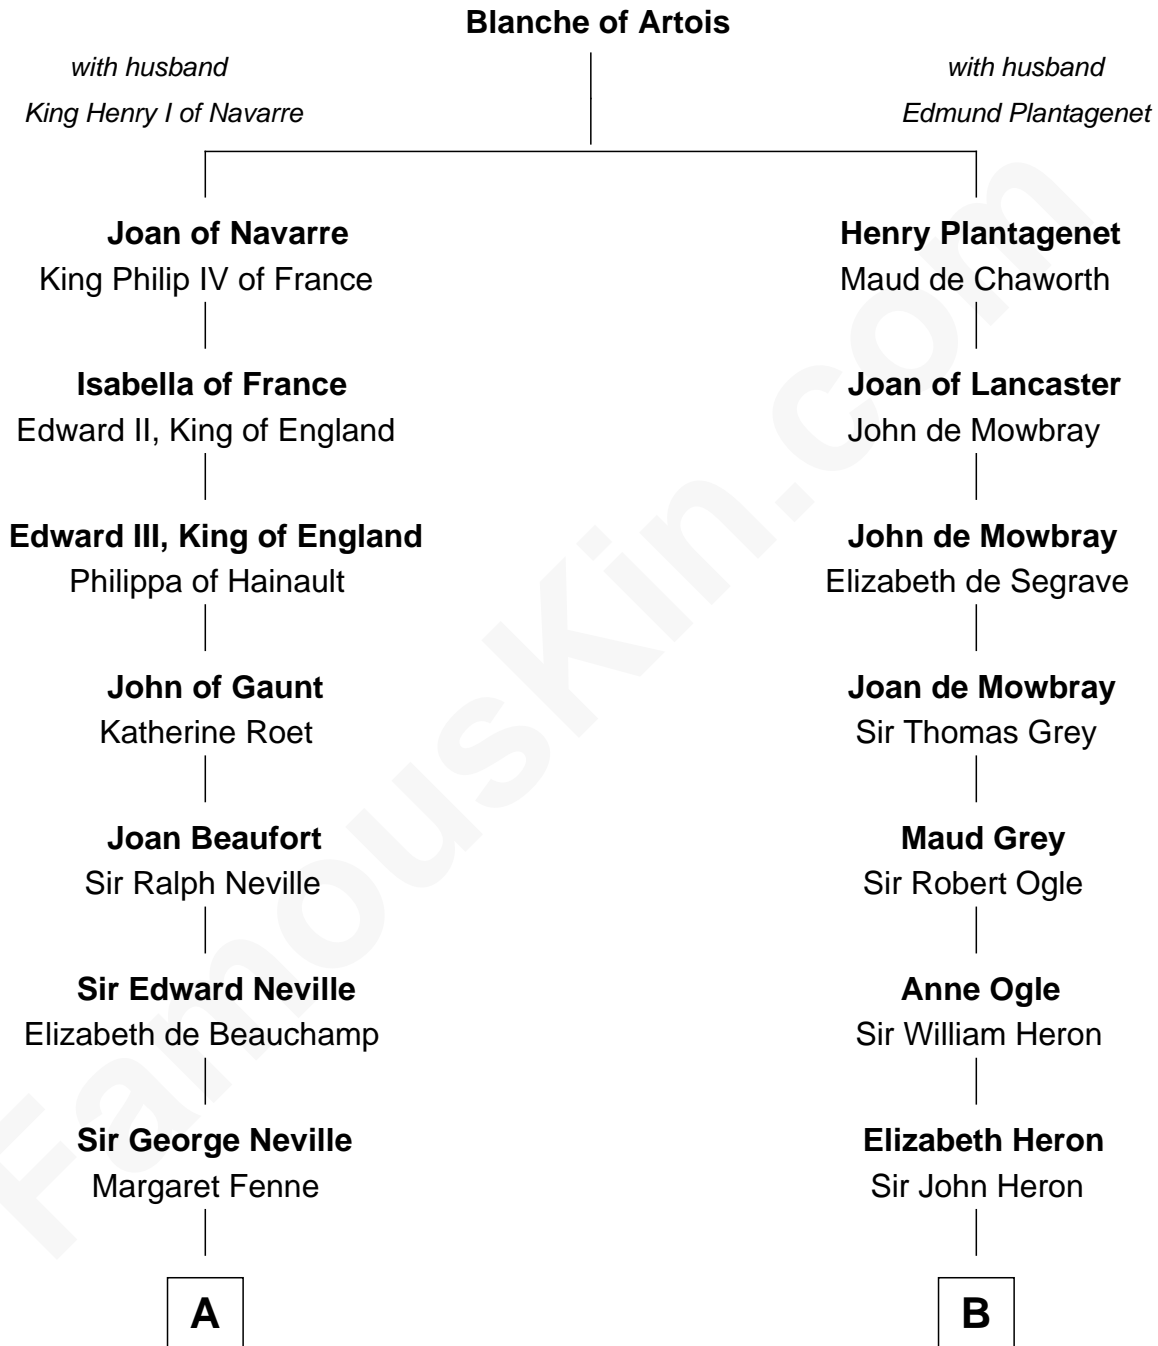 Blanche of Artois
with husband
King Henry I of Navarre
with husband
Edmund Plantagenet
Joan of Navarre
King Philip IV of France
Henry Plantagenet
Maud de Chaworth
Isabella of France
Edward II, King of England
Joan of Lancaster
John de Mowbray
Edward III, King of England
Philippa of Hainault
John de Mowbray
Elizabeth de Segrave
John of Gaunt
Katherine Roet
Joan de Mowbray
Sir Thomas Grey
Joan Beaufort
Sir Ralph Neville
Maud Grey
Sir Robert Ogle
Sir Edward Neville
Elizabeth de Beauchamp
Anne Ogle
Sir William Heron
Sir George Neville
Margaret Fenne
Elizabeth Heron
Sir John Heron
A
B
FamousKin.com